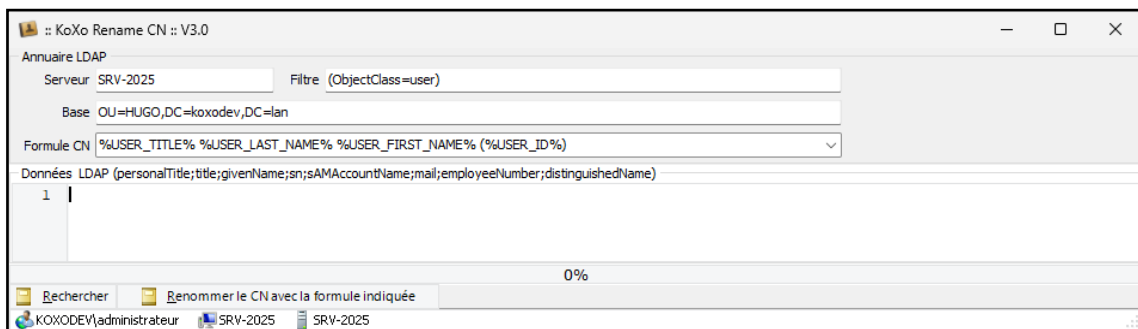 :: KoXo Rename CN :: V3.0
Annuaire LDAP
Serveur SRV-2025 Filtre (ObjectClass=user)
Base OU=HUGO,DC=koxodev,DC=lan
Formule CN %USER_TITLE% %USER_LAST_NAME% %USER_FIRST_NAME% (%USER_ID%)
Données LDAP (personalTitle;title;givenName;sn;sAMAccountName;mail;employeeNumber;distinguishedName)
1
0%
Rechercher Renommer le CN avec la formule indiquée
KOXODEV\administrateur SRV-2025 SRV-2025